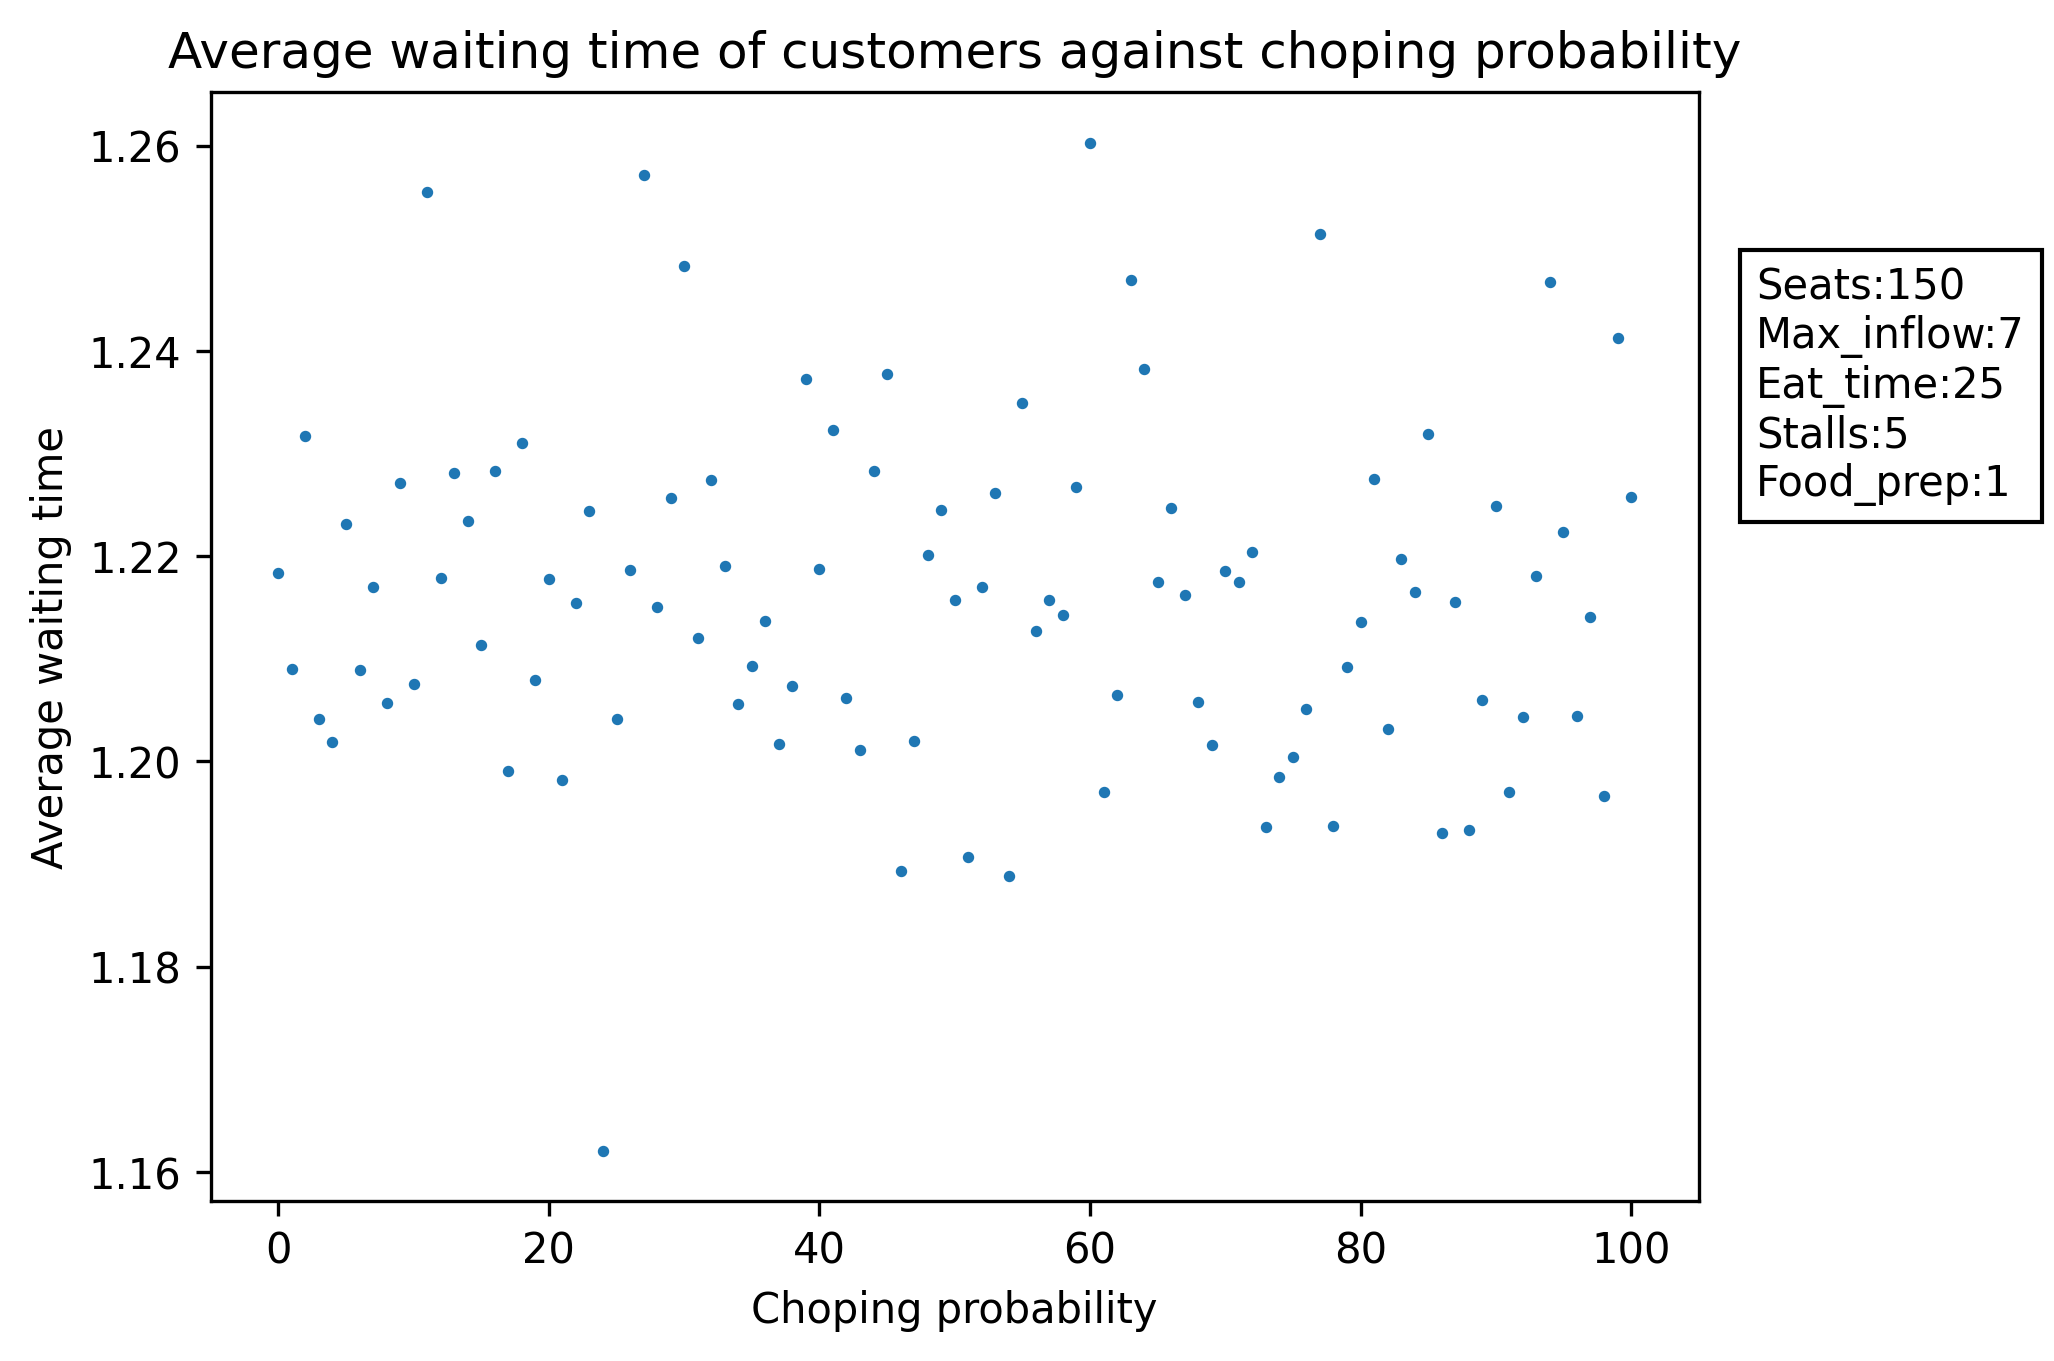 Average waiting time of customers against choping probability
1.26
1.24
1.22
1.20
1.18
1.16
Average waiting time
0 20 40 60 80 100
Choping probability
Seats:150
Max_inflow:7
Eat_time:25
Stalls:5
Food_prep:1